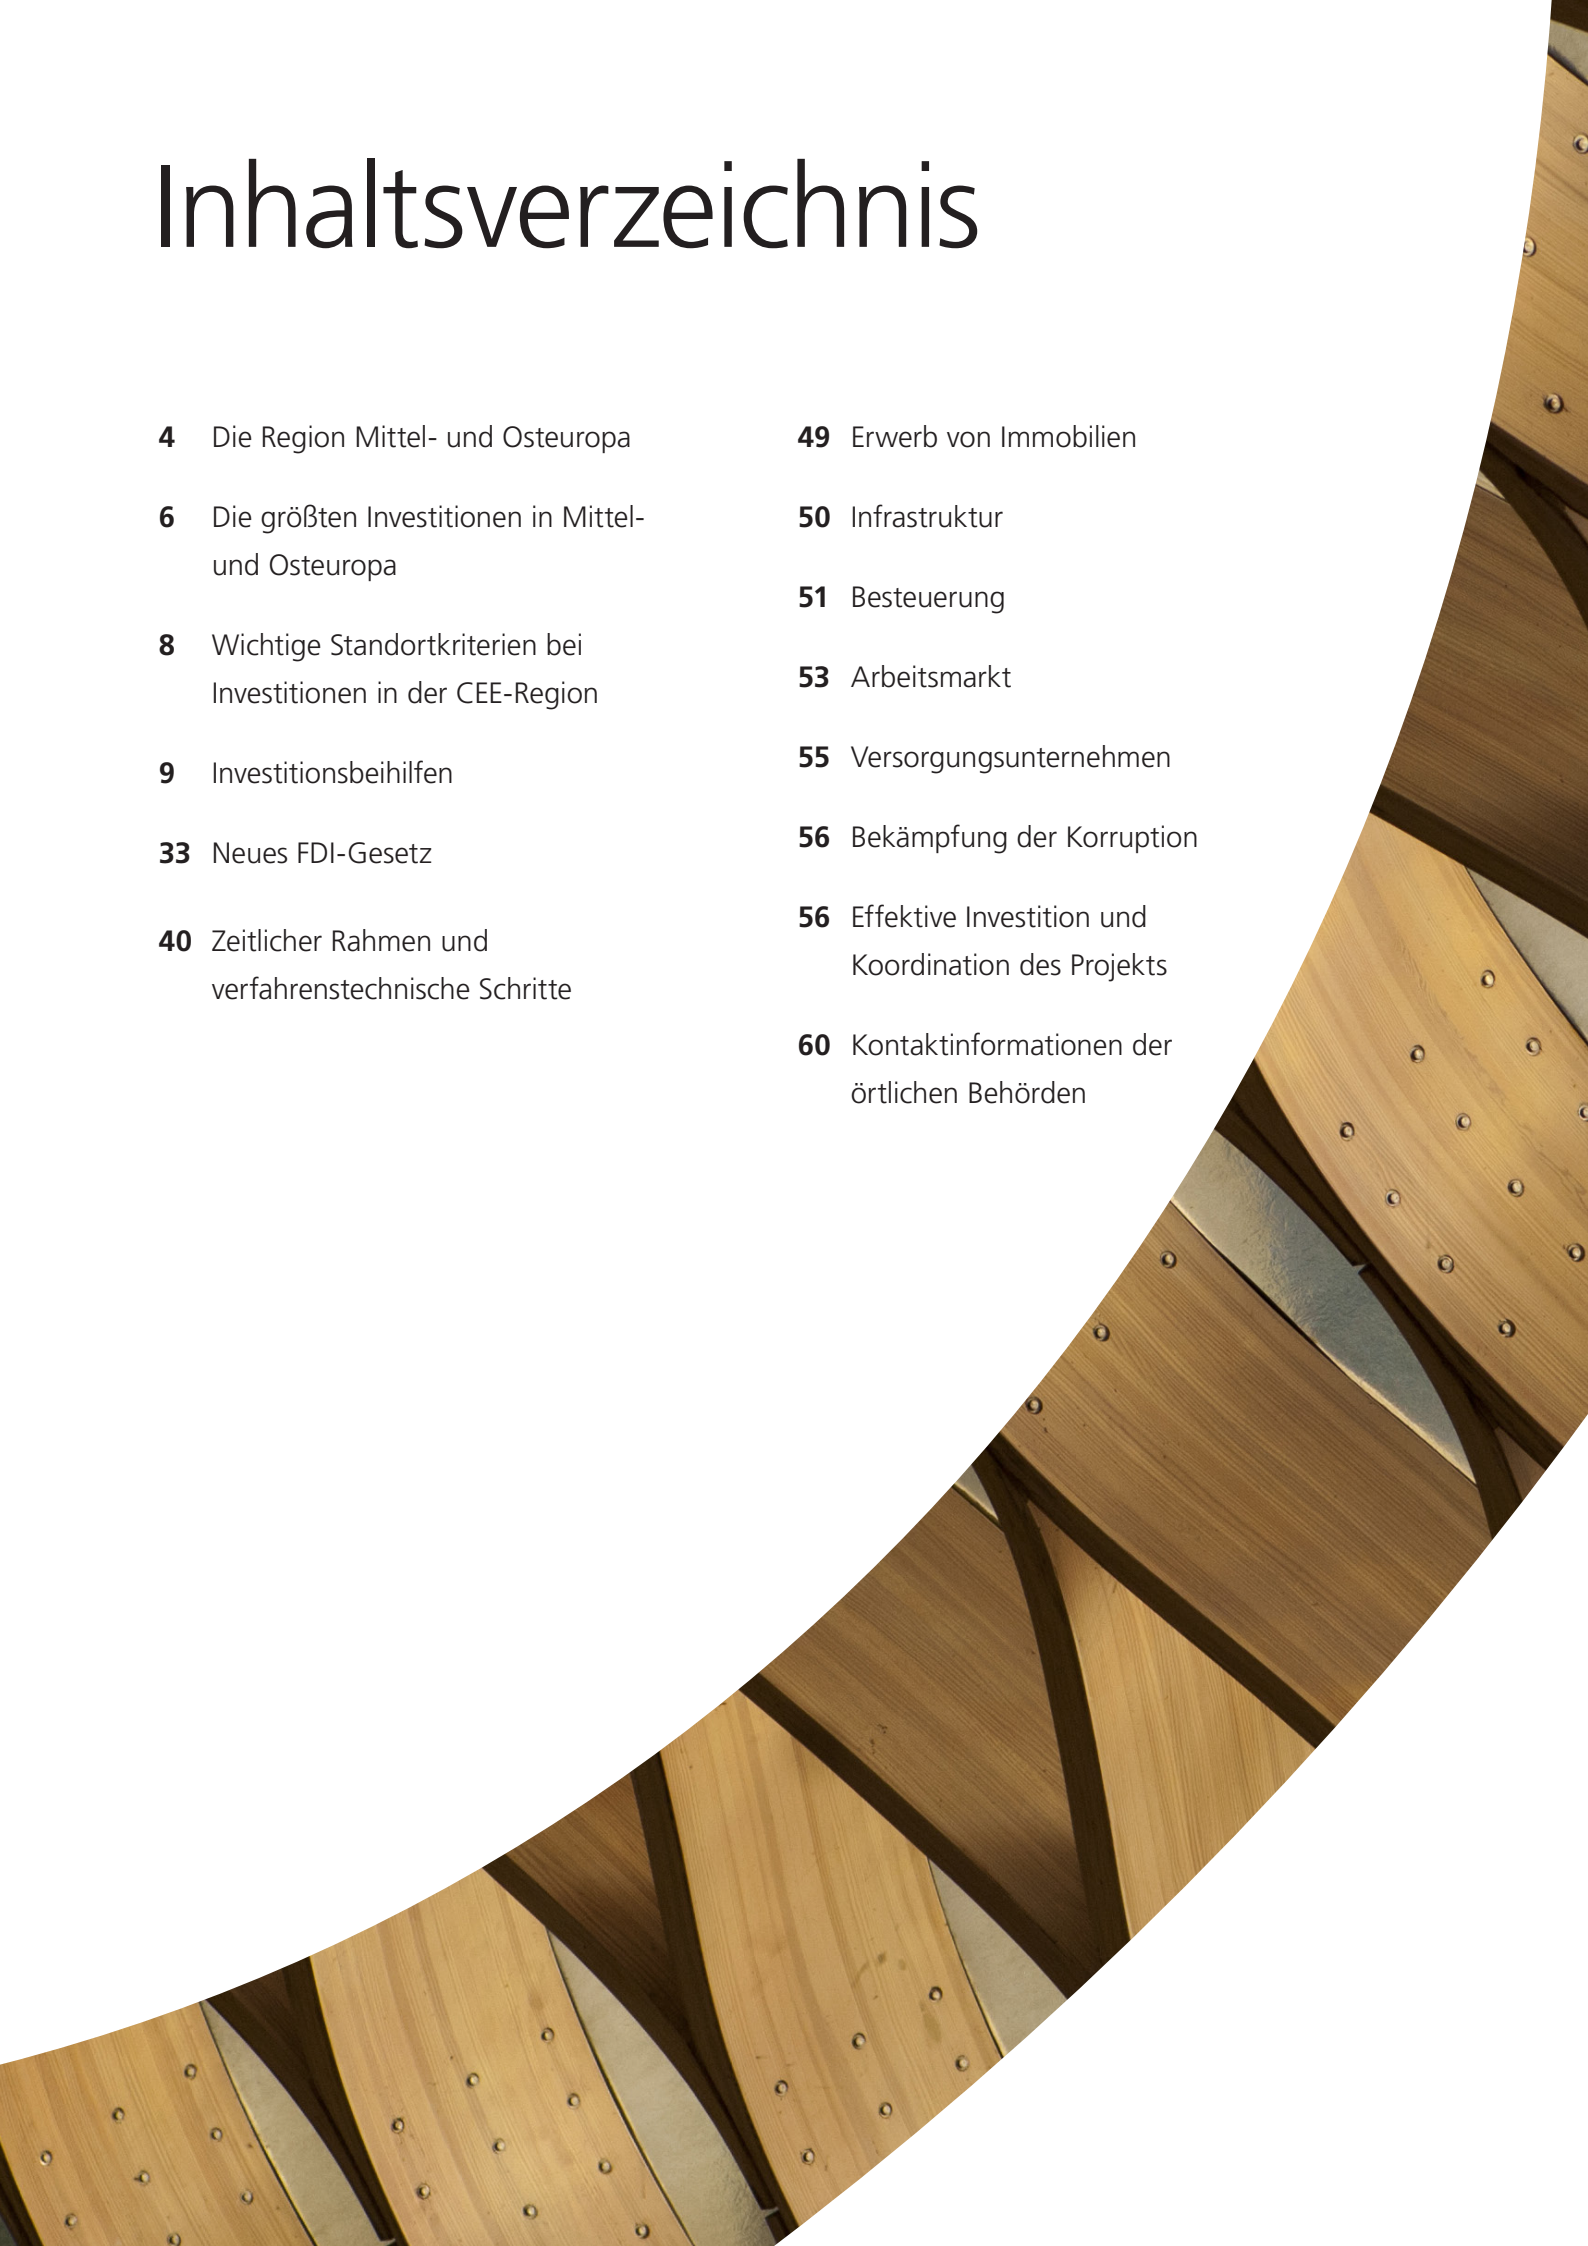 Inhaltsverzeichnis
4 Die Region Mittel- und Osteuropa
6 Die größten Investitionen in Mittel-
und Osteuropa
8 Wichtige Standortkriterien bei
Investitionen in der CEE-Region
9 Investitionsbeihilfen
33 Neues FDI-Gesetz
40 Zeitlicher Rahmen und
verfahrenstechnische Schritte
49 Erwerb von Immobilien
50 Infrastruktur
51 Besteuerung
53 Arbeitsmarkt
55 Versorgungsunternehmen
56 Bekämpfung der Korruption
56 Effektive Investition und
Koordination des Projekts
60 Kontaktinformationen der
örtlichen Behörden